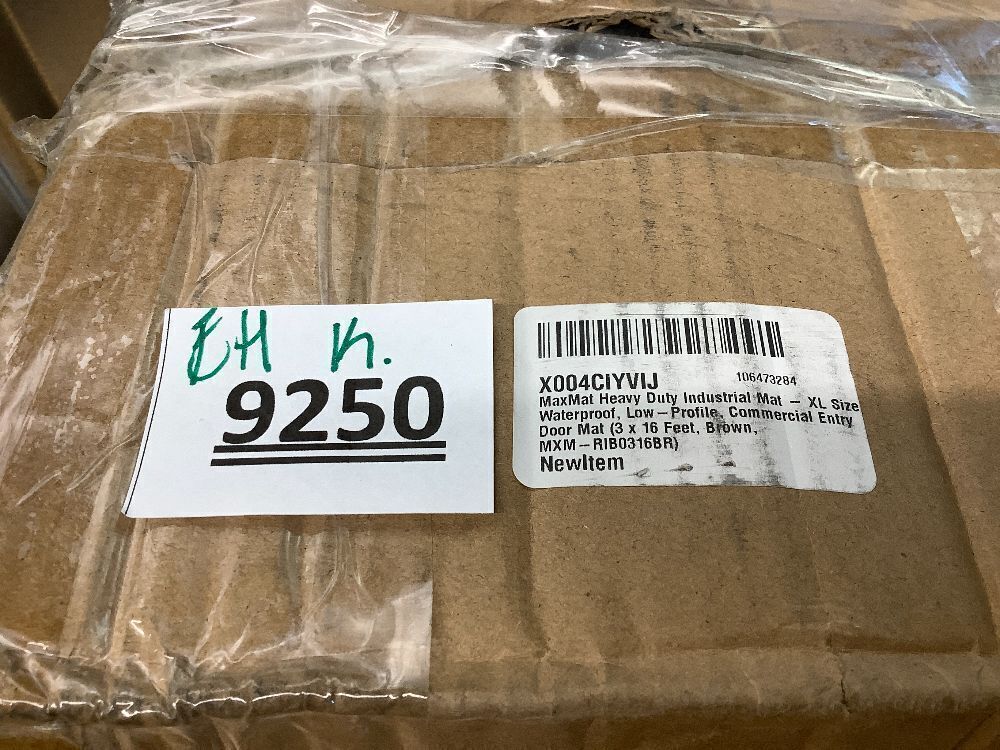 EH K.
9250
X004CIYVIJ 106473284
MaxMat Heavy Duty Industrial Mat – XL Size
Waterproof, Low–Profile, Commercial Entry
Door Mat (3 x 16 Feet, Brown,
MXM–RIB0316BR)
NewItem